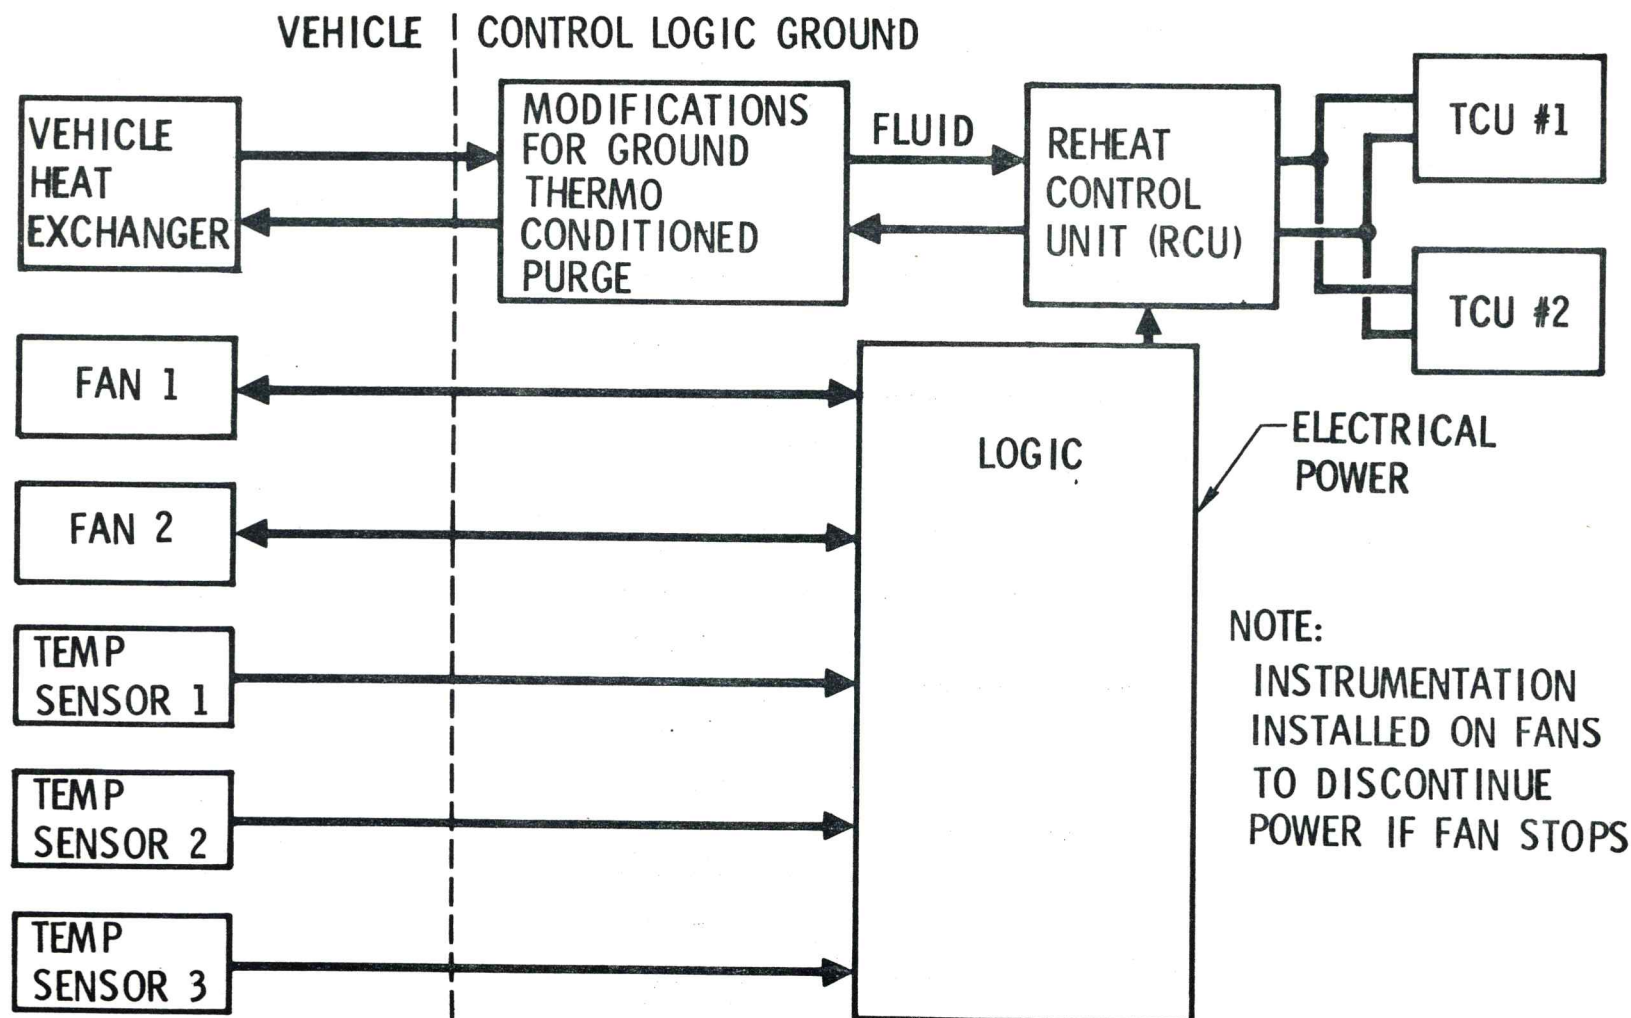 VEHICLE
CONTROL LOGIC GROUND
VEHICLE
HEAT
EXCHANGER
MODIFICATIONS
FOR GROUND
THERMO
CONDITIONED
PURGE
FLUID
REHEAT
CONTROL
UNIT (RCU)
TCU #1
TCU #2
FAN 1
FAN 2
TEMP
SENSOR 1
TEMP
SENSOR 2
TEMP
SENSOR 3
LOGIC
ELECTRICAL
POWER
NOTE:
INSTRUMENTATION
INSTALLED ON FANS
TO DISCONTINUE
POWER IF FAN STOPS